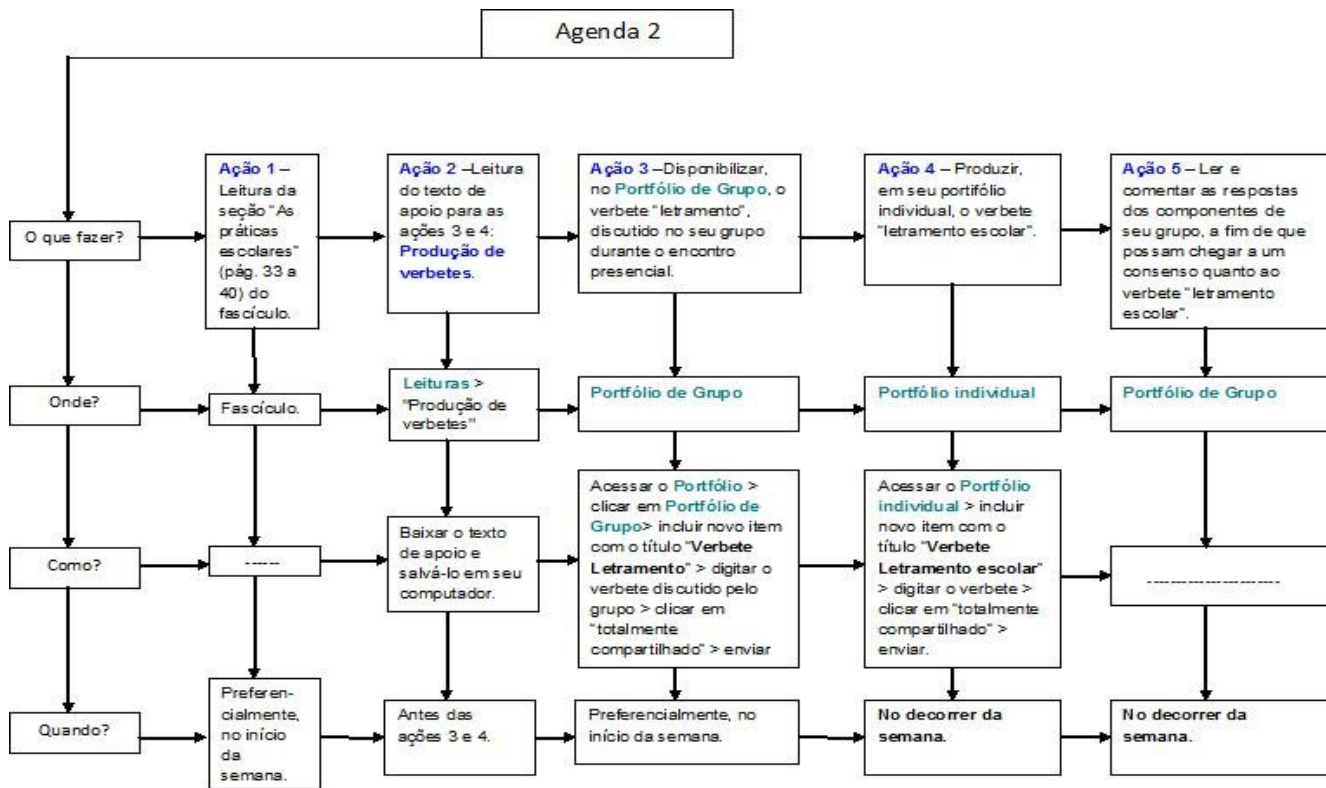 Agenda 2
O que fazer?
Ação 1 –
Leitura da
seção "As
práticas
escolares"
(pág. 33 a
40) do
fascículo.
Ação 2 –Leitura
do texto de
apoio para as
ações 3 e 4:
Produção de
verbetes.
Ação 3 –Disponibilizar,
no Portfólio de Grupo, o
verbete "letramento",
discutido no seu grupo
durante o encontro
presencial.
Ação 4 – Produzir,
em seu portifólio
individual, o verbete
"letramento escolar".
Ação 5 – Ler e
comentar as respostas
dos componentes de
seu grupo, a fim de que
possam chegar a um
consenso quanto ao
verbete "letramento
escolar".
Onde?
Fascículo.
Leituras >
"Produção de
verbetes"
Portfólio de Grupo
Portfólio individual
Portfólio de Grupo
Como?
------
Baixar o texto
de apoio e
salvá-lo em seu
computador.
Acessar o Portfólio >
clicar em Portfólio de
Grupo> incluir novo item
com o título "Verbete
Letramento" > digitar o
verbete discutido pelo
grupo > clicar em
"totalmente
compartilhado" > enviar
Acessar o Portfólio
individual > incluir
novo item com o
título "Verbete
Letramento escolar"
> digitar o verbete >
clicar em "totalmente
compartilhado" >
enviar.
----------------------
Quando?
Preferen-
cialmente,
no início
da
semana.
Antes das
ações 3 e 4.
Preferencialmente, no
início da semana.
No decorrer da
semana.
No decorrer da
semana.